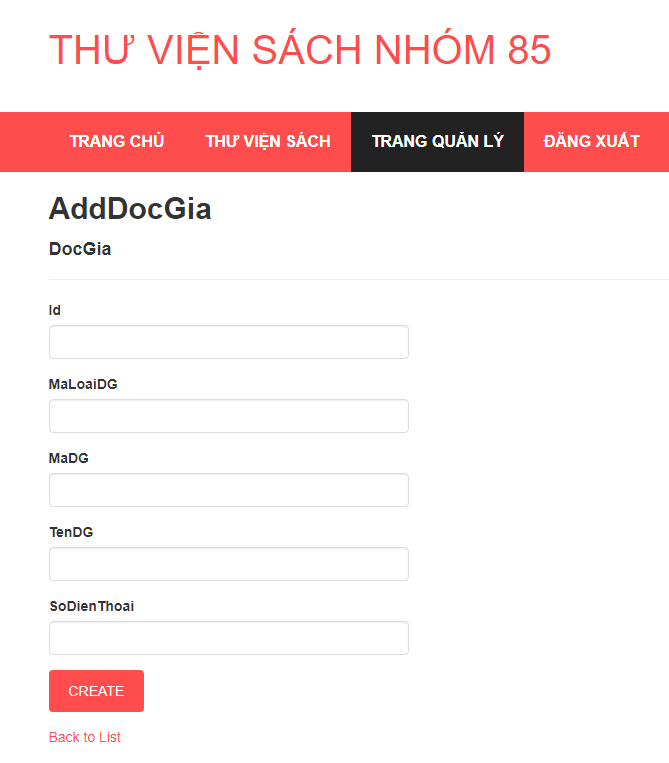 THƯ VIỆN SÁCH NHÓM 85
TRANG CHỦ THƯ VIỆN SÁCH TRANG QUẢN LÝ ĐĂNG XUẤT
AddDocGia
DocGia
Id
MaLoaiDG
MaDG
TenDG
SoDienThoai
CREATE
Back to List